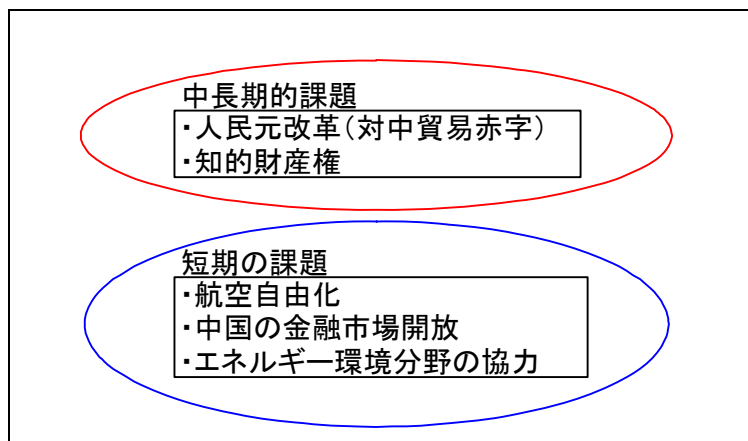 中長期的課題
・人民元改革（対中貿易赤字）
・知的財産権
短期の課題
・航空自由化
・中国の金融市場開放
・エネルギー環境分野の協力